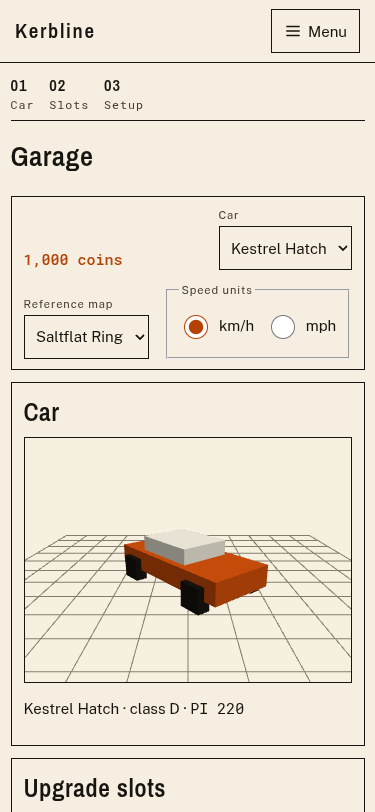 Kerbline
Menu
01 02 03
Car Slots Setup
Garage
Car
1,000 coins
Kestrel Hatch
Reference map
Speed units
Saltflat Ring
km/h mph
Car
Kestrel Hatch · class D · PI 220
Upgrade slots